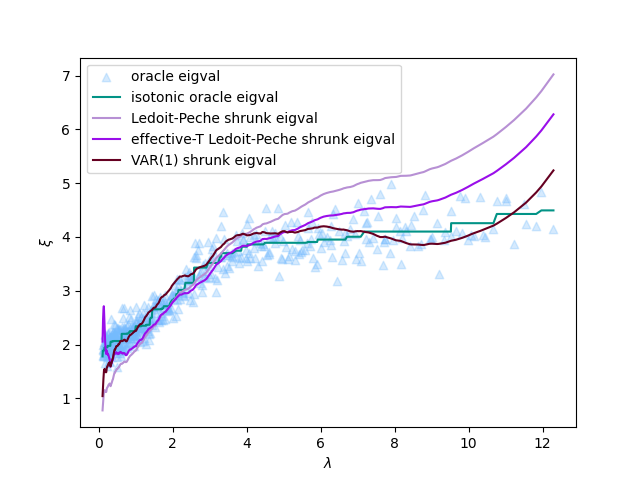 oracle eigval
isotonic oracle eigval
Ledoit-Peche shrunk eigval
effective-T Ledoit-Peche shrunk eigval
VAR(1) shrunk eigval
7
6
5
4
3
2
1
ξ
0 2 4 6 8 10 12
λ